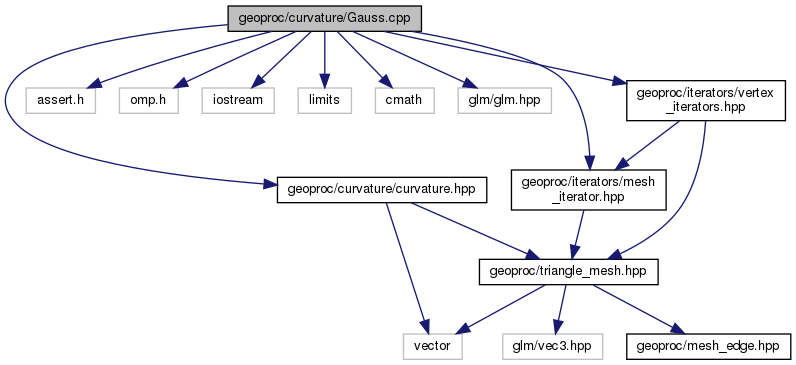 geoproc/curvature/Gauss.cpp
assert.h
omp.h
iostream
limits
cmath
glm/glm.hpp
geoproc/iterators/vertex
_iterators.hpp
geoproc/curvature/curvature.hpp
geoproc/iterators/mesh
_iterator.hpp
geoproc/triangle_mesh.hpp
vector
glm/vec3.hpp
geoproc/mesh_edge.hpp